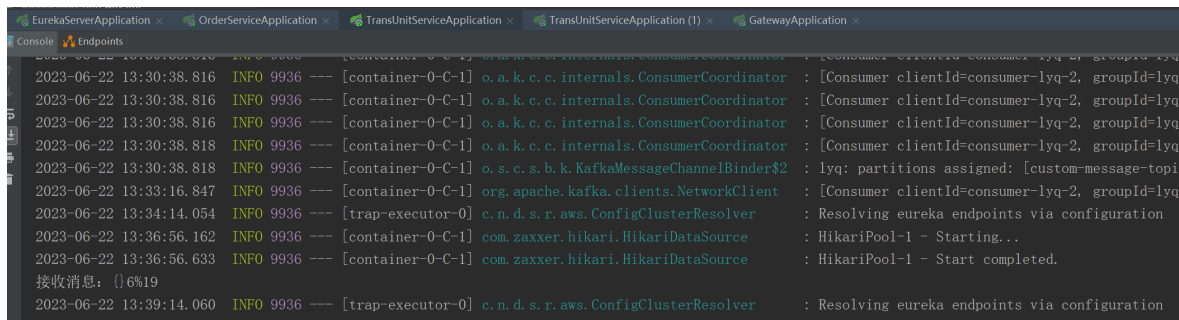 EurekaServerApplication × OrderServiceApplication × TransUnitServiceApplication × TransUnitServiceApplication (1) × GatewayApplication ×
Console Endpoints
2023-06-22 13:30:38.816 INFO 9936 --- [container-0-C-1] o.a.k.c.c.internals.ConsumerCoordinator : [Consumer clientId=consumer-lyq-2, groupId=lyq
2023-06-22 13:30:38.816 INFO 9936 --- [container-0-C-1] o.a.k.c.c.internals.ConsumerCoordinator : [Consumer clientId=consumer-lyq-2, groupId=lyq
2023-06-22 13:30:38.816 INFO 9936 --- [container-0-C-1] o.a.k.c.c.internals.ConsumerCoordinator : [Consumer clientId=consumer-lyq-2, groupId=lyq
2023-06-22 13:30:38.818 INFO 9936 --- [container-0-C-1] o.a.k.c.c.internals.ConsumerCoordinator : [Consumer clientId=consumer-lyq-2, groupId=lyq
2023-06-22 13:30:38.818 INFO 9936 --- [container-0-C-1] o.s.c.s.b.k.KafkaMessageChannelBinder$2 : lyq: partitions assigned: [custom-message-topi
2023-06-22 13:33:16.847 INFO 9936 --- [container-0-C-1] org.apache.kafka.clients.NetworkClient : [Consumer clientId=consumer-lyq-2, groupId=lyq
2023-06-22 13:34:14.054 INFO 9936 --- [trap-executor-0] c.n.d.s.r.aws.ConfigClusterResolver : Resolving eureka endpoints via configuration
2023-06-22 13:36:56.162 INFO 9936 --- [container-0-C-1] com.zaxxer.hikari.HikariDataSource : HikariPool-1 - Starting...
2023-06-22 13:36:56.633 INFO 9936 --- [container-0-C-1] com.zaxxer.hikari.HikariDataSource : HikariPool-1 - Start completed.
接收消息：{}6%19
2023-06-22 13:39:14.060 INFO 9936 --- [trap-executor-0] c.n.d.s.r.aws.ConfigClusterResolver : Resolving eureka endpoints via configuration